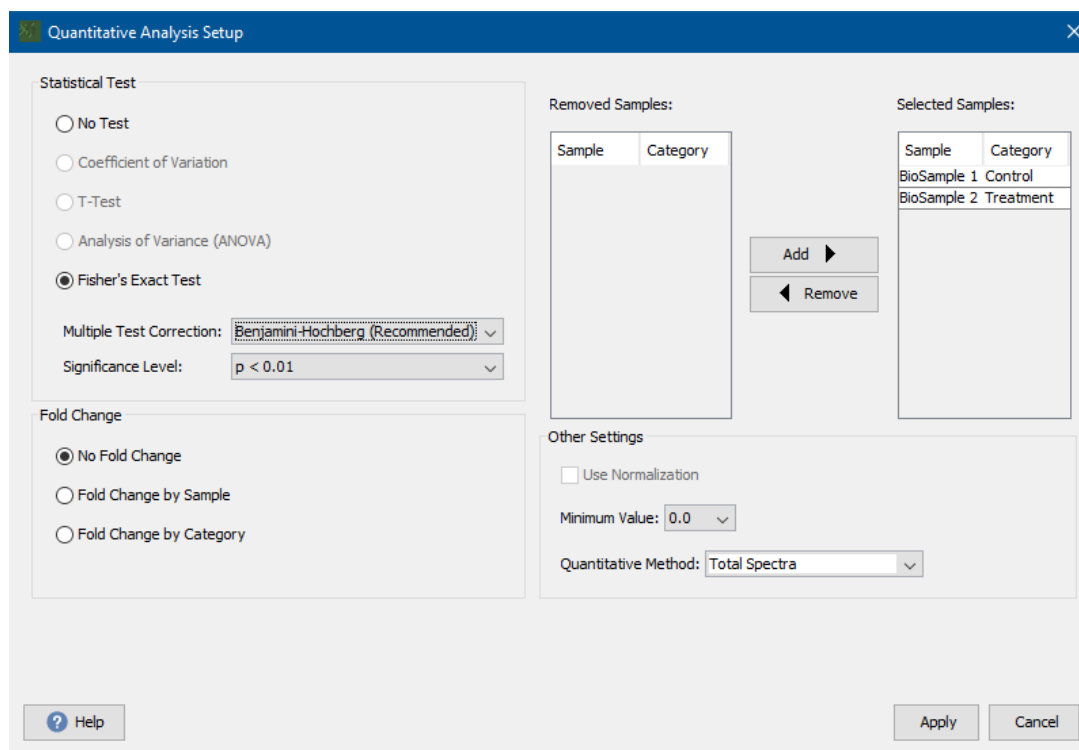 Quantitative Analysis Setup
Statistical Test
No Test
Coefficient of Variation
T-Test
Analysis of Variance (ANOVA)
Fisher's Exact Test
Multiple Test Correction: Benjamini-Hochberg (Recommended)
Significance Level: p < 0.01
Fold Change
No Fold Change
Fold Change by Sample
Fold Change by Category
Removed Samples:
Sample Category
Add
Remove
Selected Samples:
Sample Category
BioSample 1 Control
BioSample 2 Treatment
Other Settings
Use Normalization
Minimum Value: 0.0
Quantitative Method: Total Spectra
? Help
Apply
Cancel